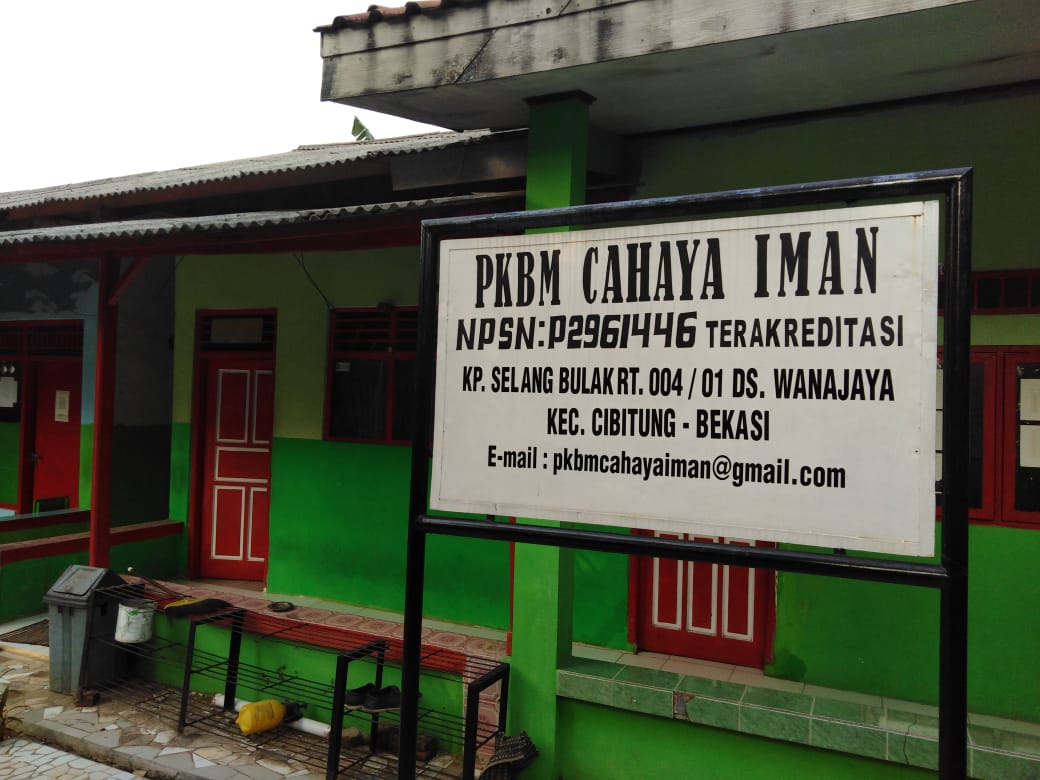 PKBM CAHAYA IMAN
NPSN:P2961446 TERAKREDITASI
KP. SELANG BULAK RT. 004 / 01 DS. WANAJAYA
KEC. CIBITUNG - BEKASI
E-mail : pkbmcahayaiman@gmail.com